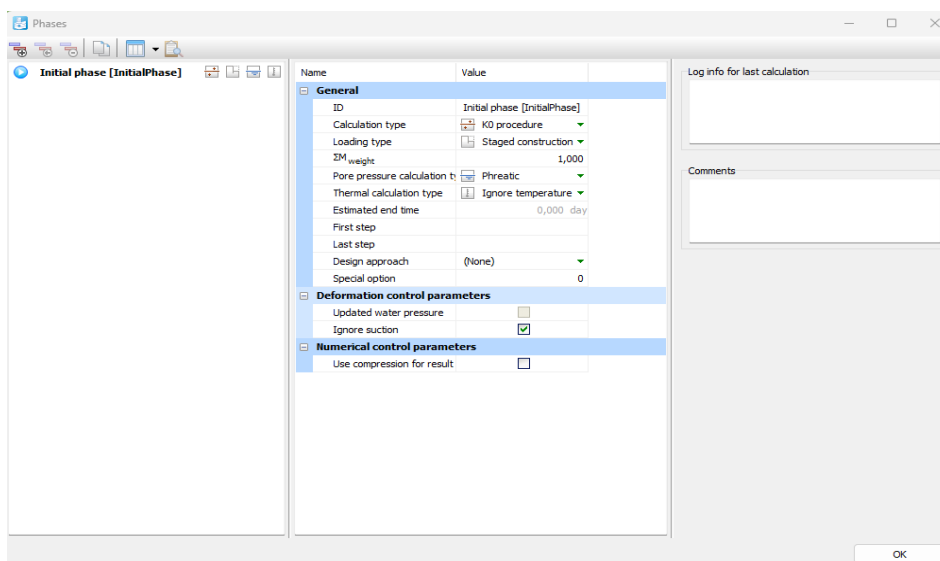 Phases
Initial phase [InitialPhase]
Name Value
General
ID Initial phase [InitialPhase]
Calculation type K0 procedure
Loading type Staged construction
ΣM weight 1,000
Pore pressure calculation ty Phreatic
Thermal calculation type Ignore temperature
Estimated end time 0,000 day
First step
Last step
Design approach (None)
Special option 0
Deformation control parameters
Updated water pressure
Ignore suction
Numerical control parameters
Use compression for result
Log info for last calculation
Comments
OK